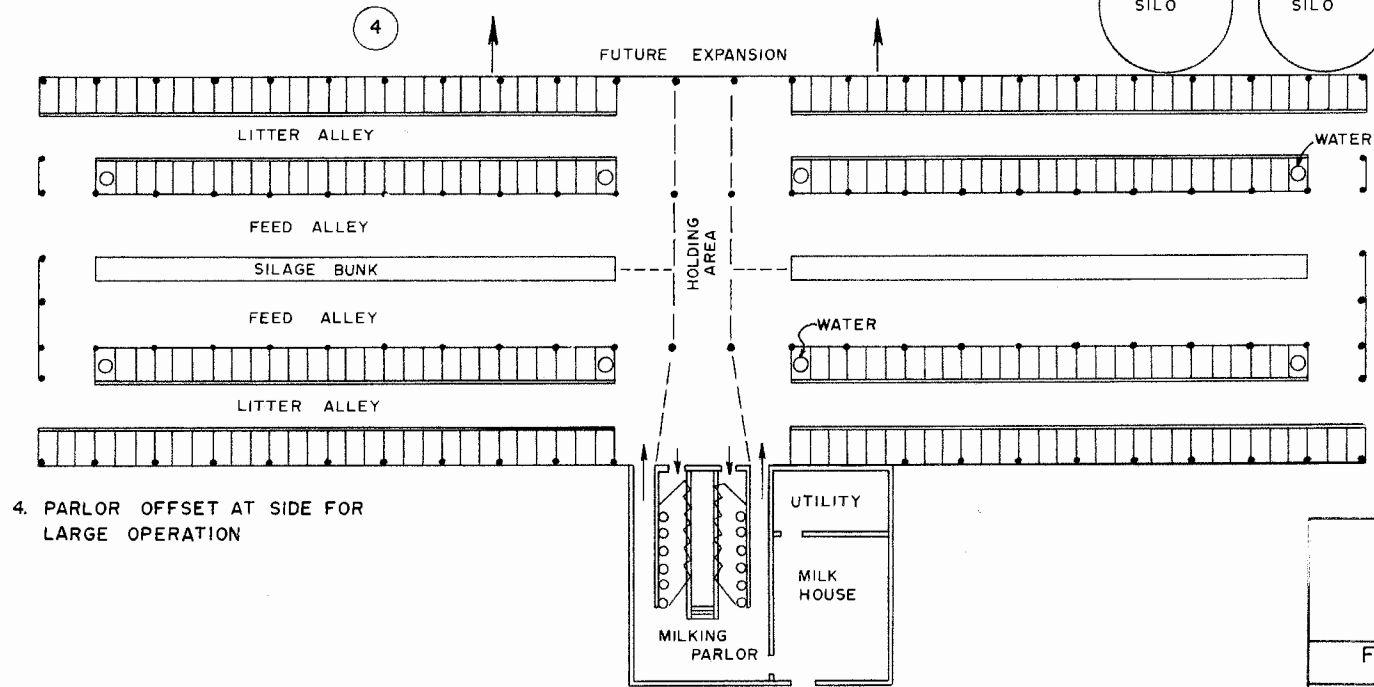 SILO
SILO
4
FUTURE EXPANSION
LITTER ALLEY
WATER
FEED ALLEY
HOLDING
AREA
SILAGE BUNK
FEED ALLEY
WATER
LITTER ALLEY
4. PARLOR OFFSET AT SIDE FOR
LARGE OPERATION
UTILITY
MILK
HOUSE
MILKING
PARLOR
F